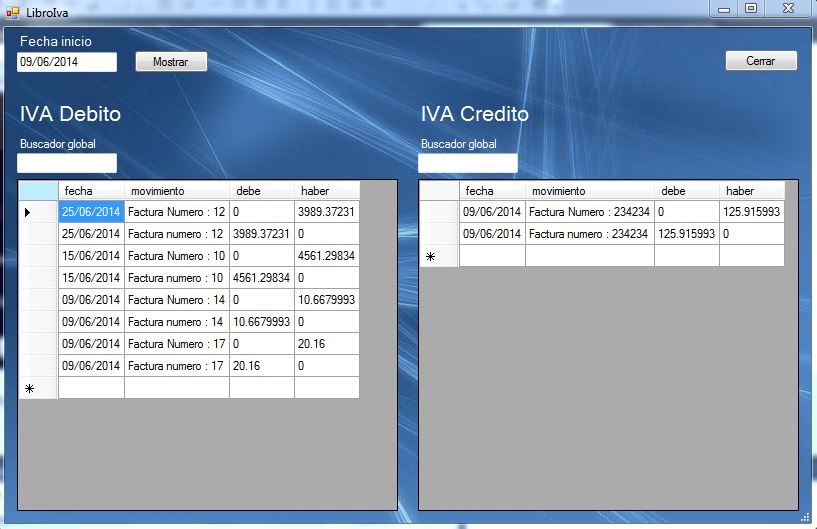 LibroIva
Fecha inicio
09/06/2014 Mostrar Cerrar
IVA Debito
Buscador global
fecha movimiento debe haber
25/06/2014 Factura Numero : 12 0 3989.37231
25/06/2014 Factura numero : 12 3989.37231 0
15/06/2014 Factura Numero : 10 0 4561.29834
15/06/2014 Factura numero : 10 4561.29834 0
09/06/2014 Factura Numero : 14 0 10.6679993
09/06/2014 Factura numero : 14 10.6679993 0
09/06/2014 Factura Numero : 17 0 20.16
09/06/2014 Factura numero : 17 20.16 0
IVA Credito
Buscador global
fecha movimiento debe haber
09/06/2014 Factura Numero : 234234 0 125.915993
09/06/2014 Factura numero : 234234 125.915993 0